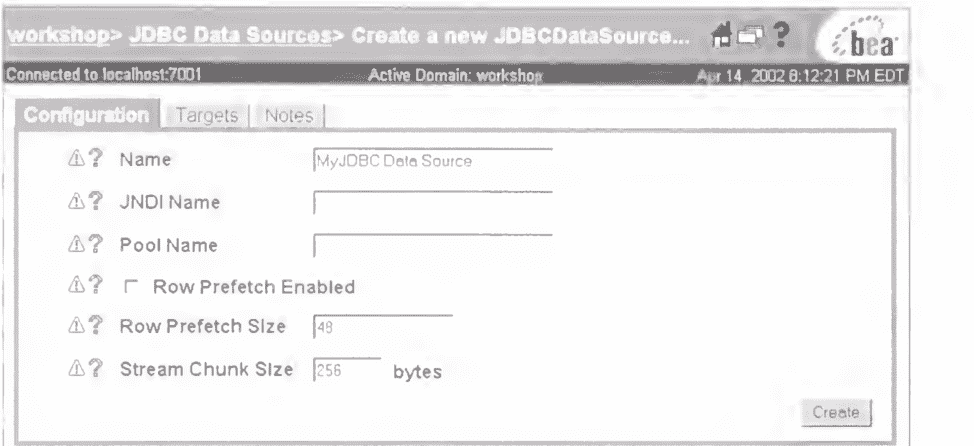 workshop> JDBC Data Sources> Create a new JDBCDataSource... ?
bea
Connected to localhost:7001 Active Domain: workshop Apr 14, 2002 8:12:21 PM EDT
Configuration Targets Notes
? Name MyJDBC Data Source
? JNDI Name
? Pool Name
? Row Prefetch Enabled
? Row Prefetch Size 48
? Stream Chunk Size 256 bytes
Create